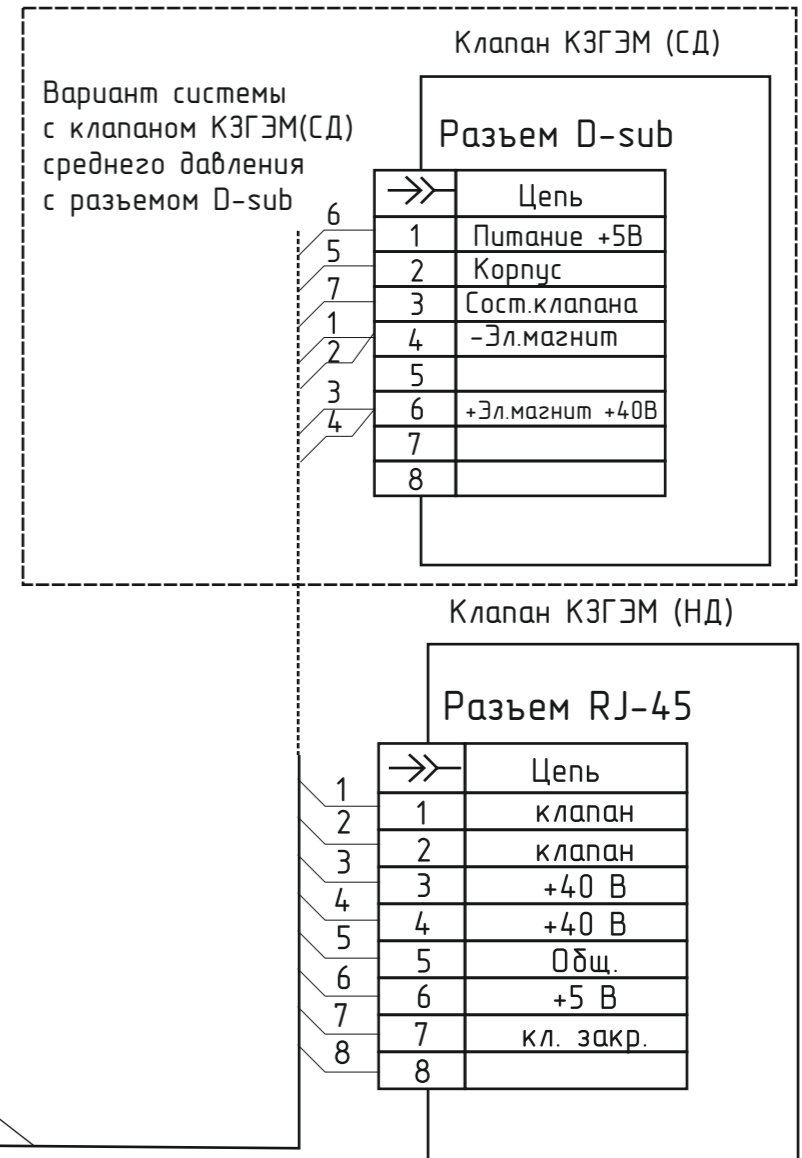 Клапан КЗГЭМ (СД)
Вариант системы
с клапаном КЗГЭМ(СД)
среднего давления
с разъемом D-sub
Разъем D-sub
Цепь
6
1 Питание +5В
5
2 Корпус
7
3 Сост.клапана
1
4 -Эл.магнит
2
5
3
6 +Эл.магнит +40В
4
7
8
Клапан КЗГЭМ (НД)
Разъем RJ-45
Цепь
1
1 клапан
2
2 клапан
3
3 +40 В
4
4 +40 В
5
5 Общ.
6
6 +5 В
7
7 кл. закр.
8
8